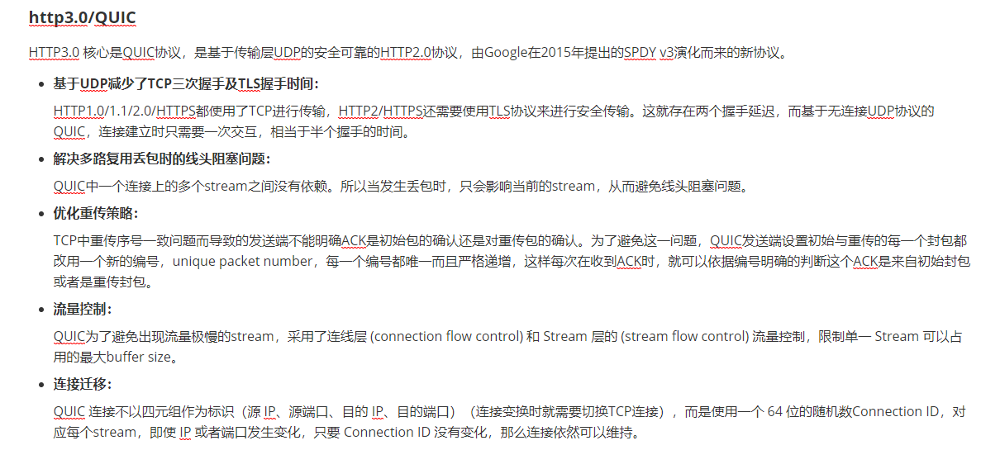 http3.0/QUIC
HTTP3.0 核心是QUIC协议，是基于传输层UDP的安全可靠的HTTP2.0协议，由Google在2015年提出的SPDY v3演化而来的新协议。
• 基于UDP减少了TCP三次握手及TLS握手时间：
HTTP1.0/1.1/2.0/HTTPS都使用了TCP进行传输，HTTP2/HTTPS还需要使用TLS协议来进行安全传输。这就存在两个握手延迟，而基于无连接UDP协议的
QUIC，连接建立时只需要一次交互，相当于半个握手的时间。
• 解决多路复用丢包时的线头阻塞问题：
QUIC中一个连接上的多个stream之间没有依赖。所以当发生丢包时，只会影响当前的stream，从而避免线头阻塞问题。
• 优化重传策略：
TCP中重传序号一致问题而导致的发送端不能明确ACK是初始包的确认还是对重传包的确认。为了避免这一问题，QUIC发送端设置初始与重传的每一个封包都
改用一个新的编号，unique packet number，每一个编号都唯一而且严格递增，这样每次在收到ACK时，就可以依据编号明确的判断这个ACK是来自初始封包
或者是重传封包。
• 流量控制：
QUIC为了避免出现流量极慢的stream，采用了连线层 (connection flow control) 和 Stream 层的 (stream flow control) 流量控制，限制单一 Stream 可以占
用的最大buffer size。
• 连接迁移：
QUIC 连接不以四元组作为标识（源 IP、源端口、目的 IP、目的端口）（连接变换时就需要切换TCP连接），而是使用一个 64 位的随机数Connection ID，对
应每个stream，即使 IP 或者端口发生变化，只要 Connection ID 没有变化，那么连接依然可以维持。